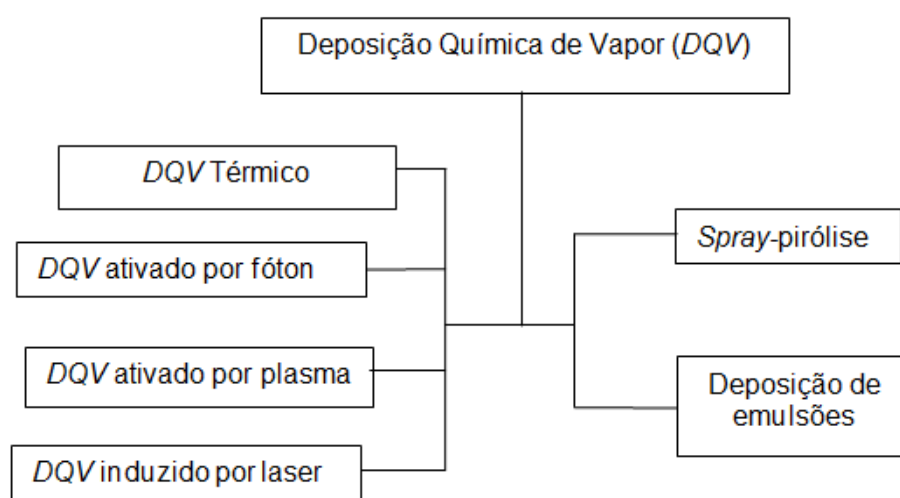 Deposição Química de Vapor (DQV)
DQV Térmico
DQV ativado por fóton
DQV ativado por plasma
DQV induzido por laser
Spray-pirólise
Deposição de
emulsões